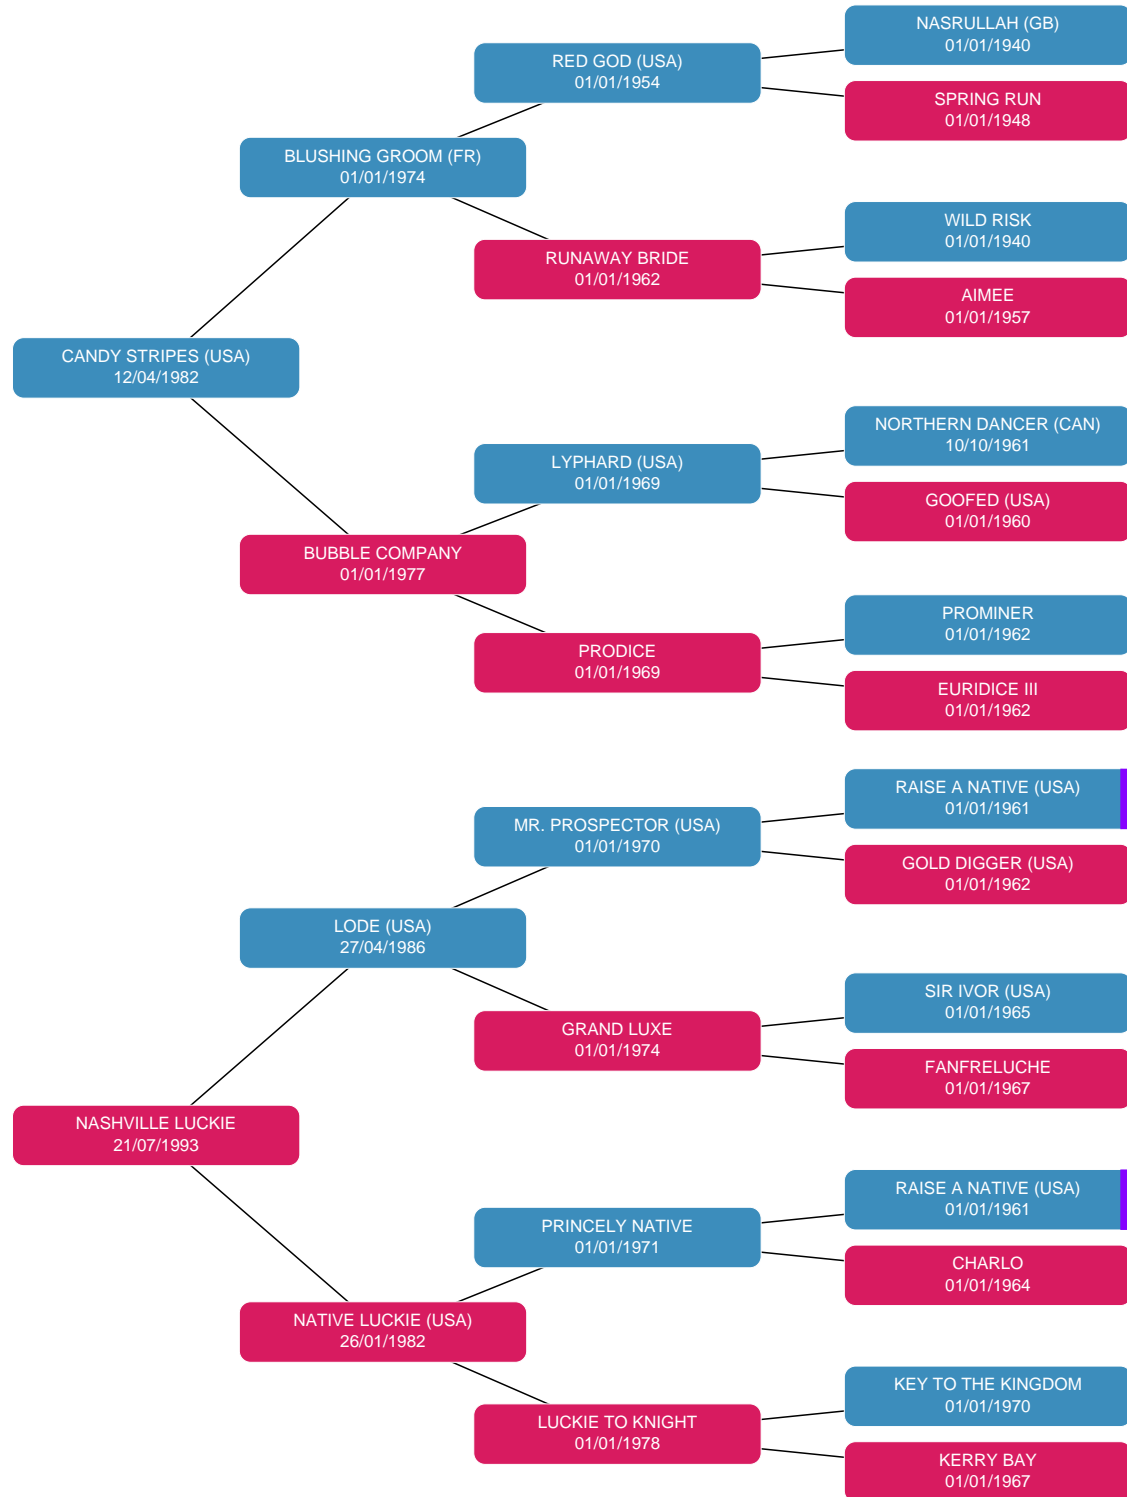 NASRULLAH (GB)
01/01/1940
RED GOD (USA)
01/01/1954
SPRING RUN
01/01/1948
BLUSHING GROOM (FR)
01/01/1974
WILD RISK
01/01/1940
RUNAWAY BRIDE
01/01/1962
AIMEE
01/01/1957
CANDY STRIPES (USA)
12/04/1982
NORTHERN DANCER (CAN)
10/10/1961
LYPHARD (USA)
01/01/1969
GOOFED (USA)
01/01/1960
BUBBLE COMPANY
01/01/1977
PROMINER
01/01/1962
PRODICE
01/01/1969
EURIDICE III
01/01/1962
RAISE A NATIVE (USA)
01/01/1961
MR. PROSPECTOR (USA)
01/01/1970
GOLD DIGGER (USA)
01/01/1962
LODE (USA)
27/04/1986
SIR IVOR (USA)
01/01/1965
GRAND LUXE
01/01/1974
FANFRELUCHE
01/01/1967
NASHVILLE LUCKIE
21/07/1993
RAISE A NATIVE (USA)
01/01/1961
PRINCELY NATIVE
01/01/1971
CHARLO
01/01/1964
NATIVE LUCKIE (USA)
26/01/1982
KEY TO THE KINGDOM
01/01/1970
LUCKIE TO KNIGHT
01/01/1978
KERRY BAY
01/01/1967